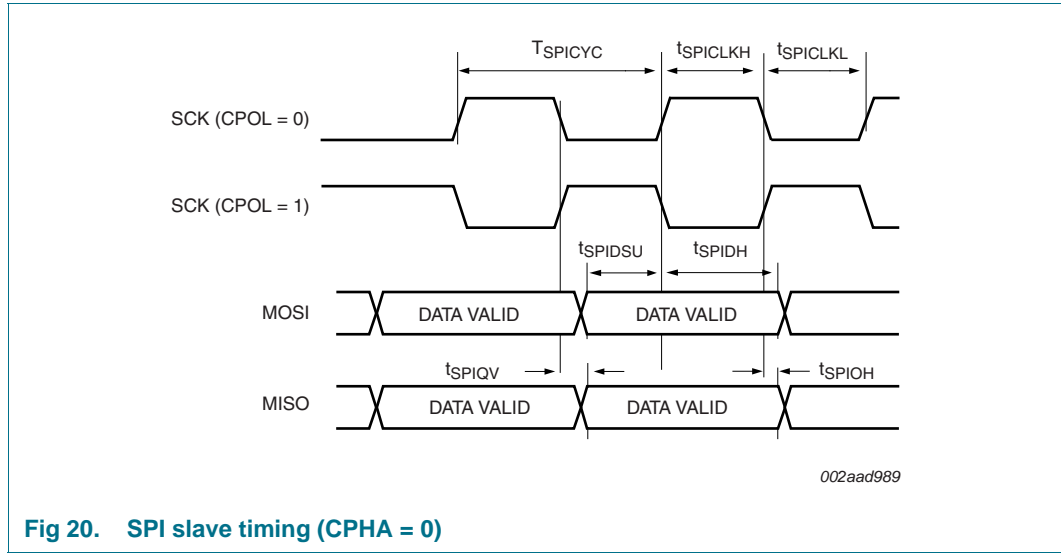 TSPICYC tSPICLKH tSPICLKL
SCK (CPOL = 0)
SCK (CPOL = 1)
tSPIDSU tSPIDH
MOSI DATA VALID DATA VALID
tSPIQV tSPIOH
MISO DATA VALID DATA VALID
002aad989
Fig 20. SPI slave timing (CPHA = 0)